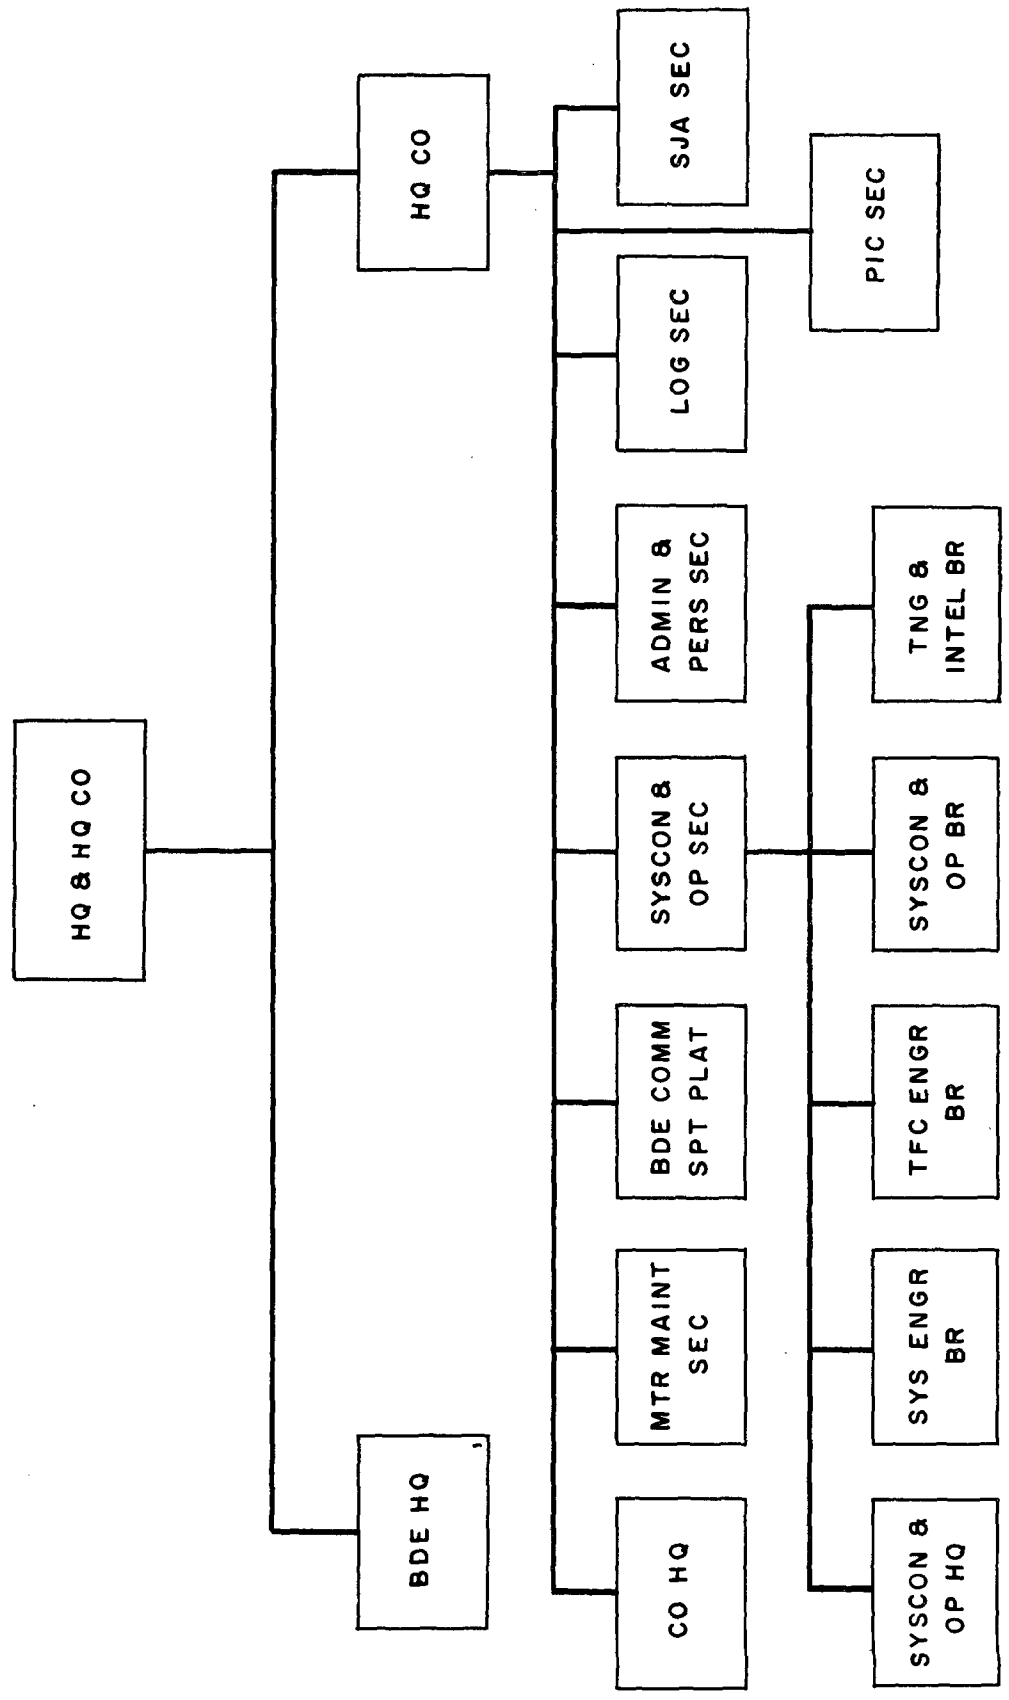 HQ & HQ CO
BDE HQ
HQ CO
CO HQ
MTR MAINT
SEC
BDE COMM
SPT PLAT
SYSCON &
OP SEC
ADMIN &
PERS SEC
LOG SEC
SJA SEC
PIC SEC
SYSCON &
OP HQ
SYS ENGR
BR
TFC ENGR
BR
SYSCON &
OP BR
TNG &
INTEL BR